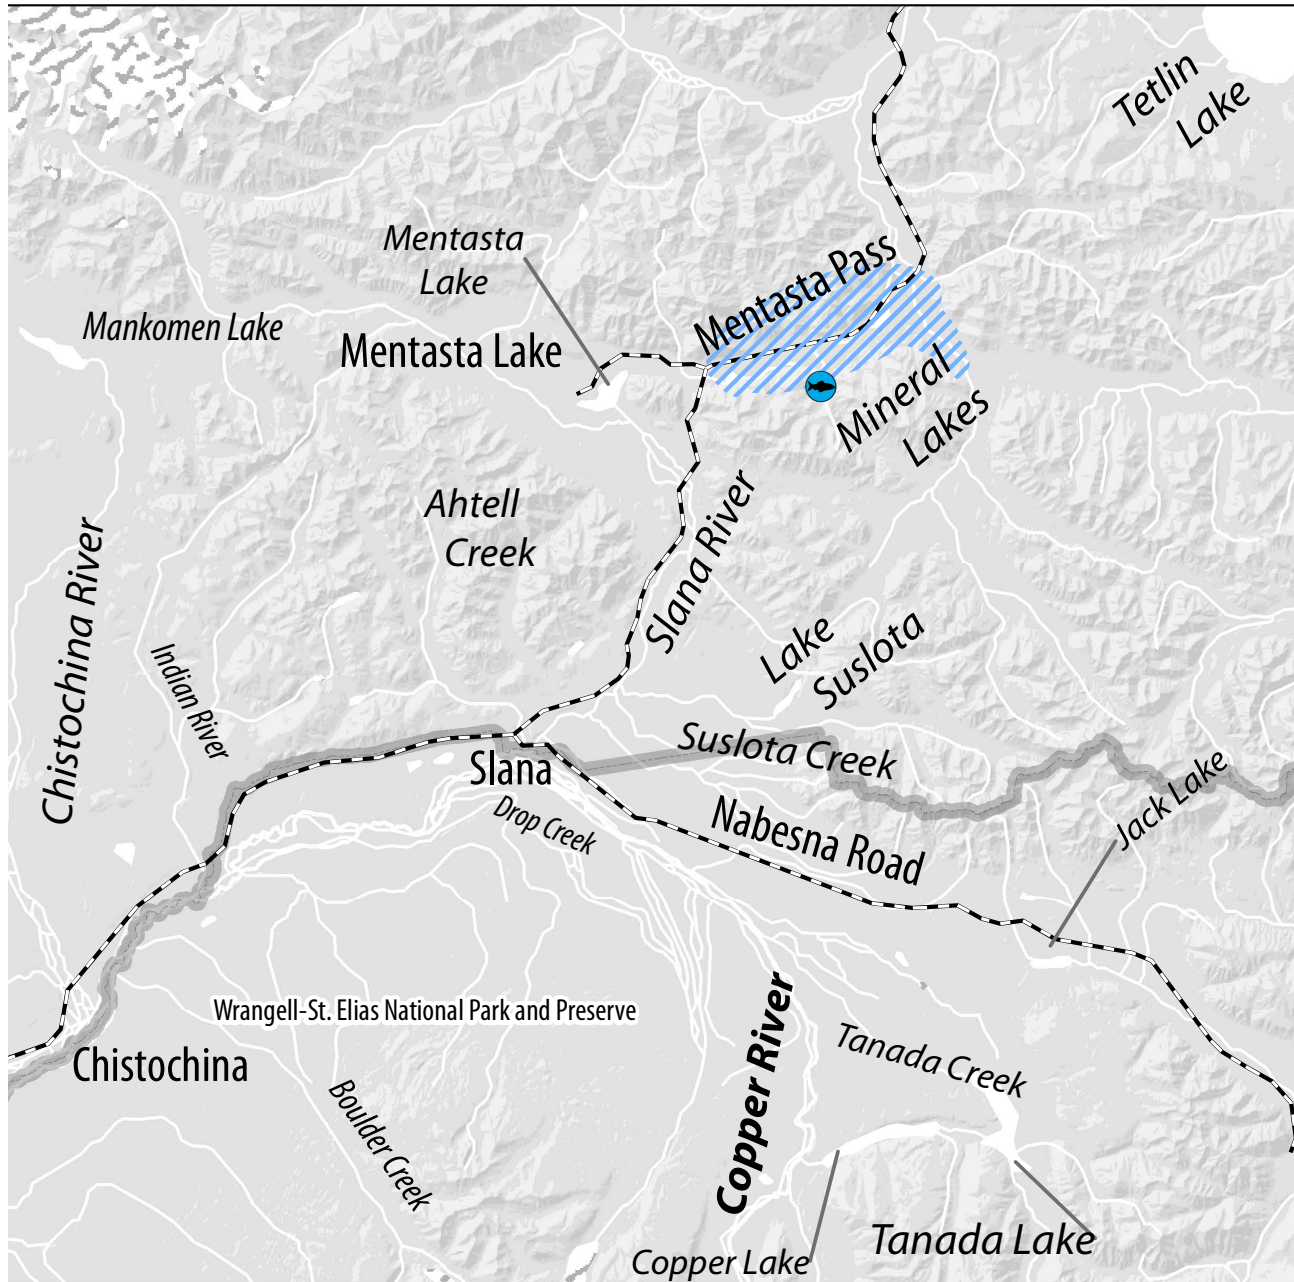 Tetlin
Lake
Mentasta
Lake
Mentasta Pass
Mankomen Lake
Mentasta Lake
Mineral
Lakes
Ahtell
Creek
Slana River
Chistochina River
Indian River
Lake
Suslota
Suslota Creek
Slana
Drop Creek
Nabesna Road
Jack Lake
Wrangell-St. Elias National Park and Preserve
Chistochina
Copper River
Tanada Creek
Boulder Creek
Tanada Lake
Copper Lake